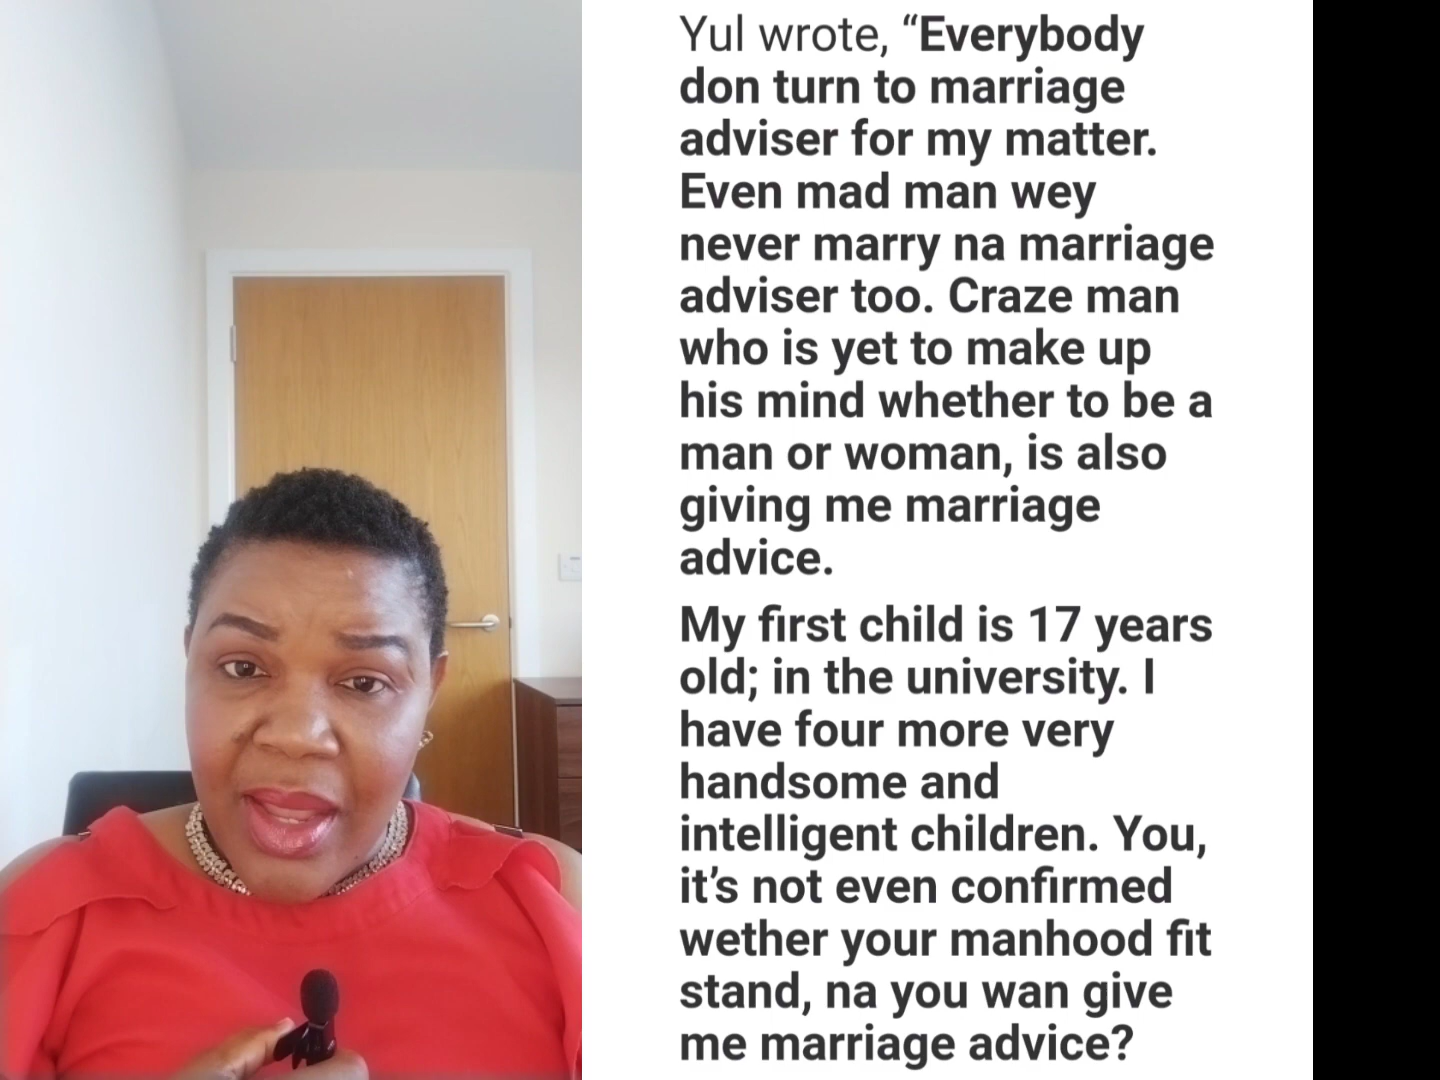 Yul wrote, “Everybody
don turn to marriage
adviser for my matter.
Even mad man wey
never marry na marriage
adviser too. Craze man
who is yet to make up
his mind whether to be a
man or woman, is also
giving me marriage
advice.
My first child is 17 years
old; in the university. I
have four more very
handsome and
intelligent children. You,
it’s not even confirmed
wether your manhood fit
stand, na you wan give
me marriage advice?